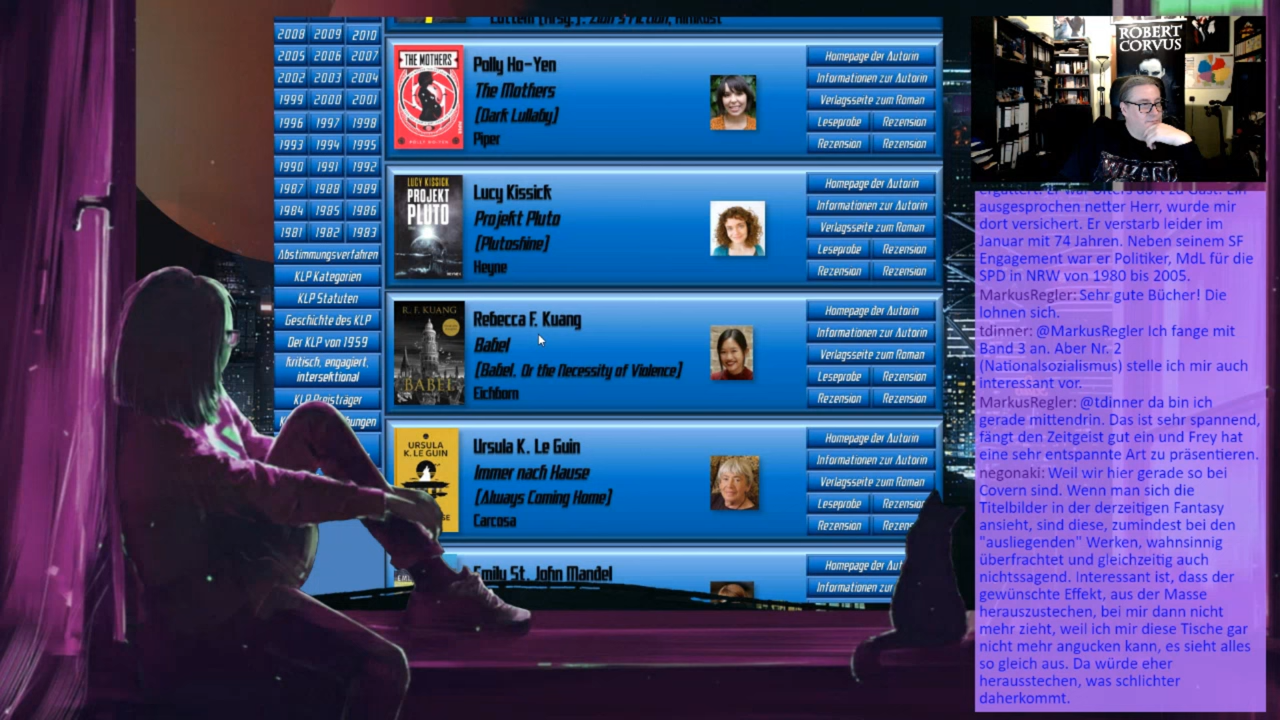 2008 2009 2010
2005 2006 2007
2002 2003 2004
1999 2000 2001
1996 1997 1998
1993 1994 1995
1990 1991 1992
1987 1988 1989
1984 1985 1986
1981 1982 1983
Abstimmungsverfahren
KLP Kategorien
KLP Statuten
Geschichte des KLP
Der KLP von 1959
Kritisch, engagiert,
intersektional
KLP Preisträger
THE MOTHERS
Polly Ho-Yen
The Mothers
[Dark Lullaby]
Piper
Homepage der Autorin
Informationen zur Autorin
Verlagsseite zum Roman
Leseprobe Rezension
Rezension Rezension
LUCY KISSICK
PROJEKT
PLUTO
Lucy Kissick
Projekt Pluto
[Plutoshine]
Heyne
Homepage der Autorin
Informationen zur Autorin
Verlagsseite zum Roman
Leseprobe Rezension
Rezension Rezension
R. F. KUANG
BABEL
Rebecca F. Kuang
Babel
[Babel, Or the Necessity of Violence]
Eichborn
Homepage der Autorin
Informationen zur Autorin
Verlagsseite zum Roman
Leseprobe Rezension
Rezension Rezension
URSULA
K. LE GUIN
Ursula K. Le Guin
Immer nach Hause
[Always Coming Home]
Carcosa
Homepage der Autorin
Informationen zur Autorin
Verlagsseite zum Roman
Leseprobe Rezension
Rezension
Emily St. John Mandel
ROBERT
CORVUS
ausgesprochen netter Herr, wurde mir
dort versichert. Er verstarb leider im
Januar mit 74 Jahren. Neben seinem SF
Engagement war er Politiker, MdL für die
SPD in NRW von 1980 bis 2005.
MarkusRegler: Sehr gute Bücher! Die
lohnen sich.
tdinner: @MarkusRegler Ich fange mit
Band 3 an. Aber Nr. 2
(Nationalsozialismus) stelle ich mir auch
interessant vor.
MarkusRegler: @tdinner da bin ich
gerade mittendrin. Das ist sehr spannend,
fängt den Zeitgeist gut ein und Frey hat
eine sehr entspannte Art zu präsentieren.
negonaki: Weil wir hier gerade so bei
Covern sind. Wenn man sich die
Titelbilder in der derzeitigen Fantasy
ansieht, sind diese, zumindest bei den
"ausliegenden" Werken, wahnsinnig
überfrachtet und gleichzeitig auch
nichtssagend. Interessant ist, dass der
gewünschte Effekt, aus der Masse
herauszustechen, bei mir dann nicht
mehr zieht, weil ich mir diese Tische gar
nicht mehr angucken kann, es sieht alles
so gleich aus. Da würde eher
herausstechen, was schlichter
daherkommt.